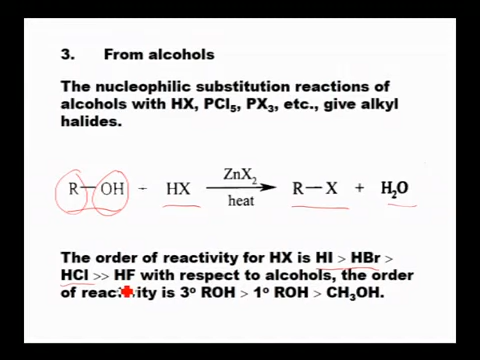 3. From alcohols
The nucleophilic substitution reactions of
alcohols with HX, PCl₅, PX₃, etc., give alkyl
halides.
R—OH + HX ZnX₂ heat R—X + H₂O
The order of reactivity for HX is HI > HBr >
HCl >> HF with respect to alcohols, the order
of reactivity is 3º ROH > 1º ROH > CH₃OH.